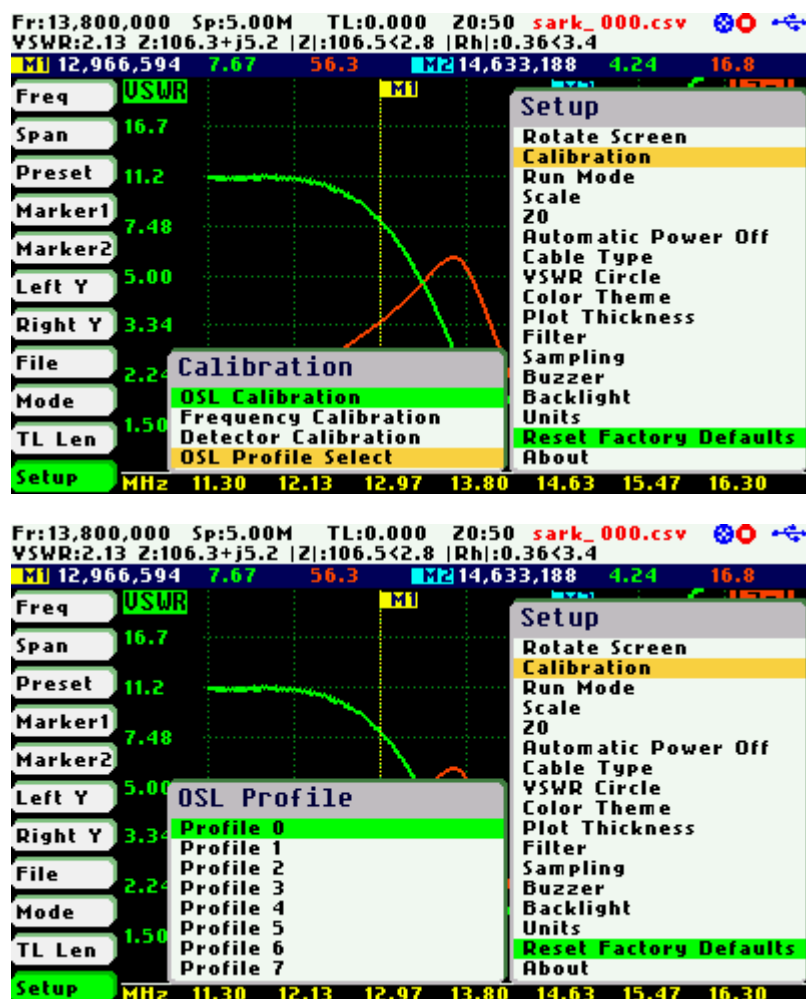 Fr:13,800,000 Sp:5.00M TL:0.000 Z0:50 sark_000.csv
VSWR:2.13 Z:106.3+j5.2 |Z|:106.5<2.8 |Rh|:0.36<3.4
M1 12,966,594 7.67 56.3 M2 14,633,188 4.24 16.8
Freq
Span
Preset
Marker1
Marker2
Left Y
Right Y
File
Mode
TL Len
Setup
VSWR
16.7
11.2
7.48
5.00
3.34
2.24
1.50
M1
Calibration
OSL Calibration
Frequency Calibration
Detector Calibration
OSL Profile Select
Setup
Rotate Screen
Calibration
Run Mode
Scale
Z0
Automatic Power Off
Cable Type
VSWR Circle
Color Theme
Plot Thickness
Filter
Sampling
Buzzer
Backlight
Units
Reset Factory Defaults
About
MHz 11.30 12.13 12.97 13.80 14.63 15.47 16.30
Fr:13,800,000 Sp:5.00M TL:0.000 Z0:50 sark_000.csv
VSWR:2.13 Z:106.3+j5.2 |Z|:106.5<2.8 |Rh|:0.36<3.4
M1 12,966,594 7.67 56.3 M2 14,633,188 4.24 16.8
Freq
Span
Preset
Marker1
Marker2
Left Y
Right Y
File
Mode
TL Len
Setup
VSWR
16.7
11.2
7.48
5.00
3.34
2.24
1.50
M1
OSL Profile
Profile 0
Profile 1
Profile 2
Profile 3
Profile 4
Profile 5
Profile 6
Profile 7
Setup
Rotate Screen
Calibration
Run Mode
Scale
Z0
Automatic Power Off
Cable Type
VSWR Circle
Color Theme
Plot Thickness
Filter
Sampling
Buzzer
Backlight
Units
Reset Factory Defaults
About
MHz 11.30 12.13 12.97 13.80 14.63 15.47 16.30